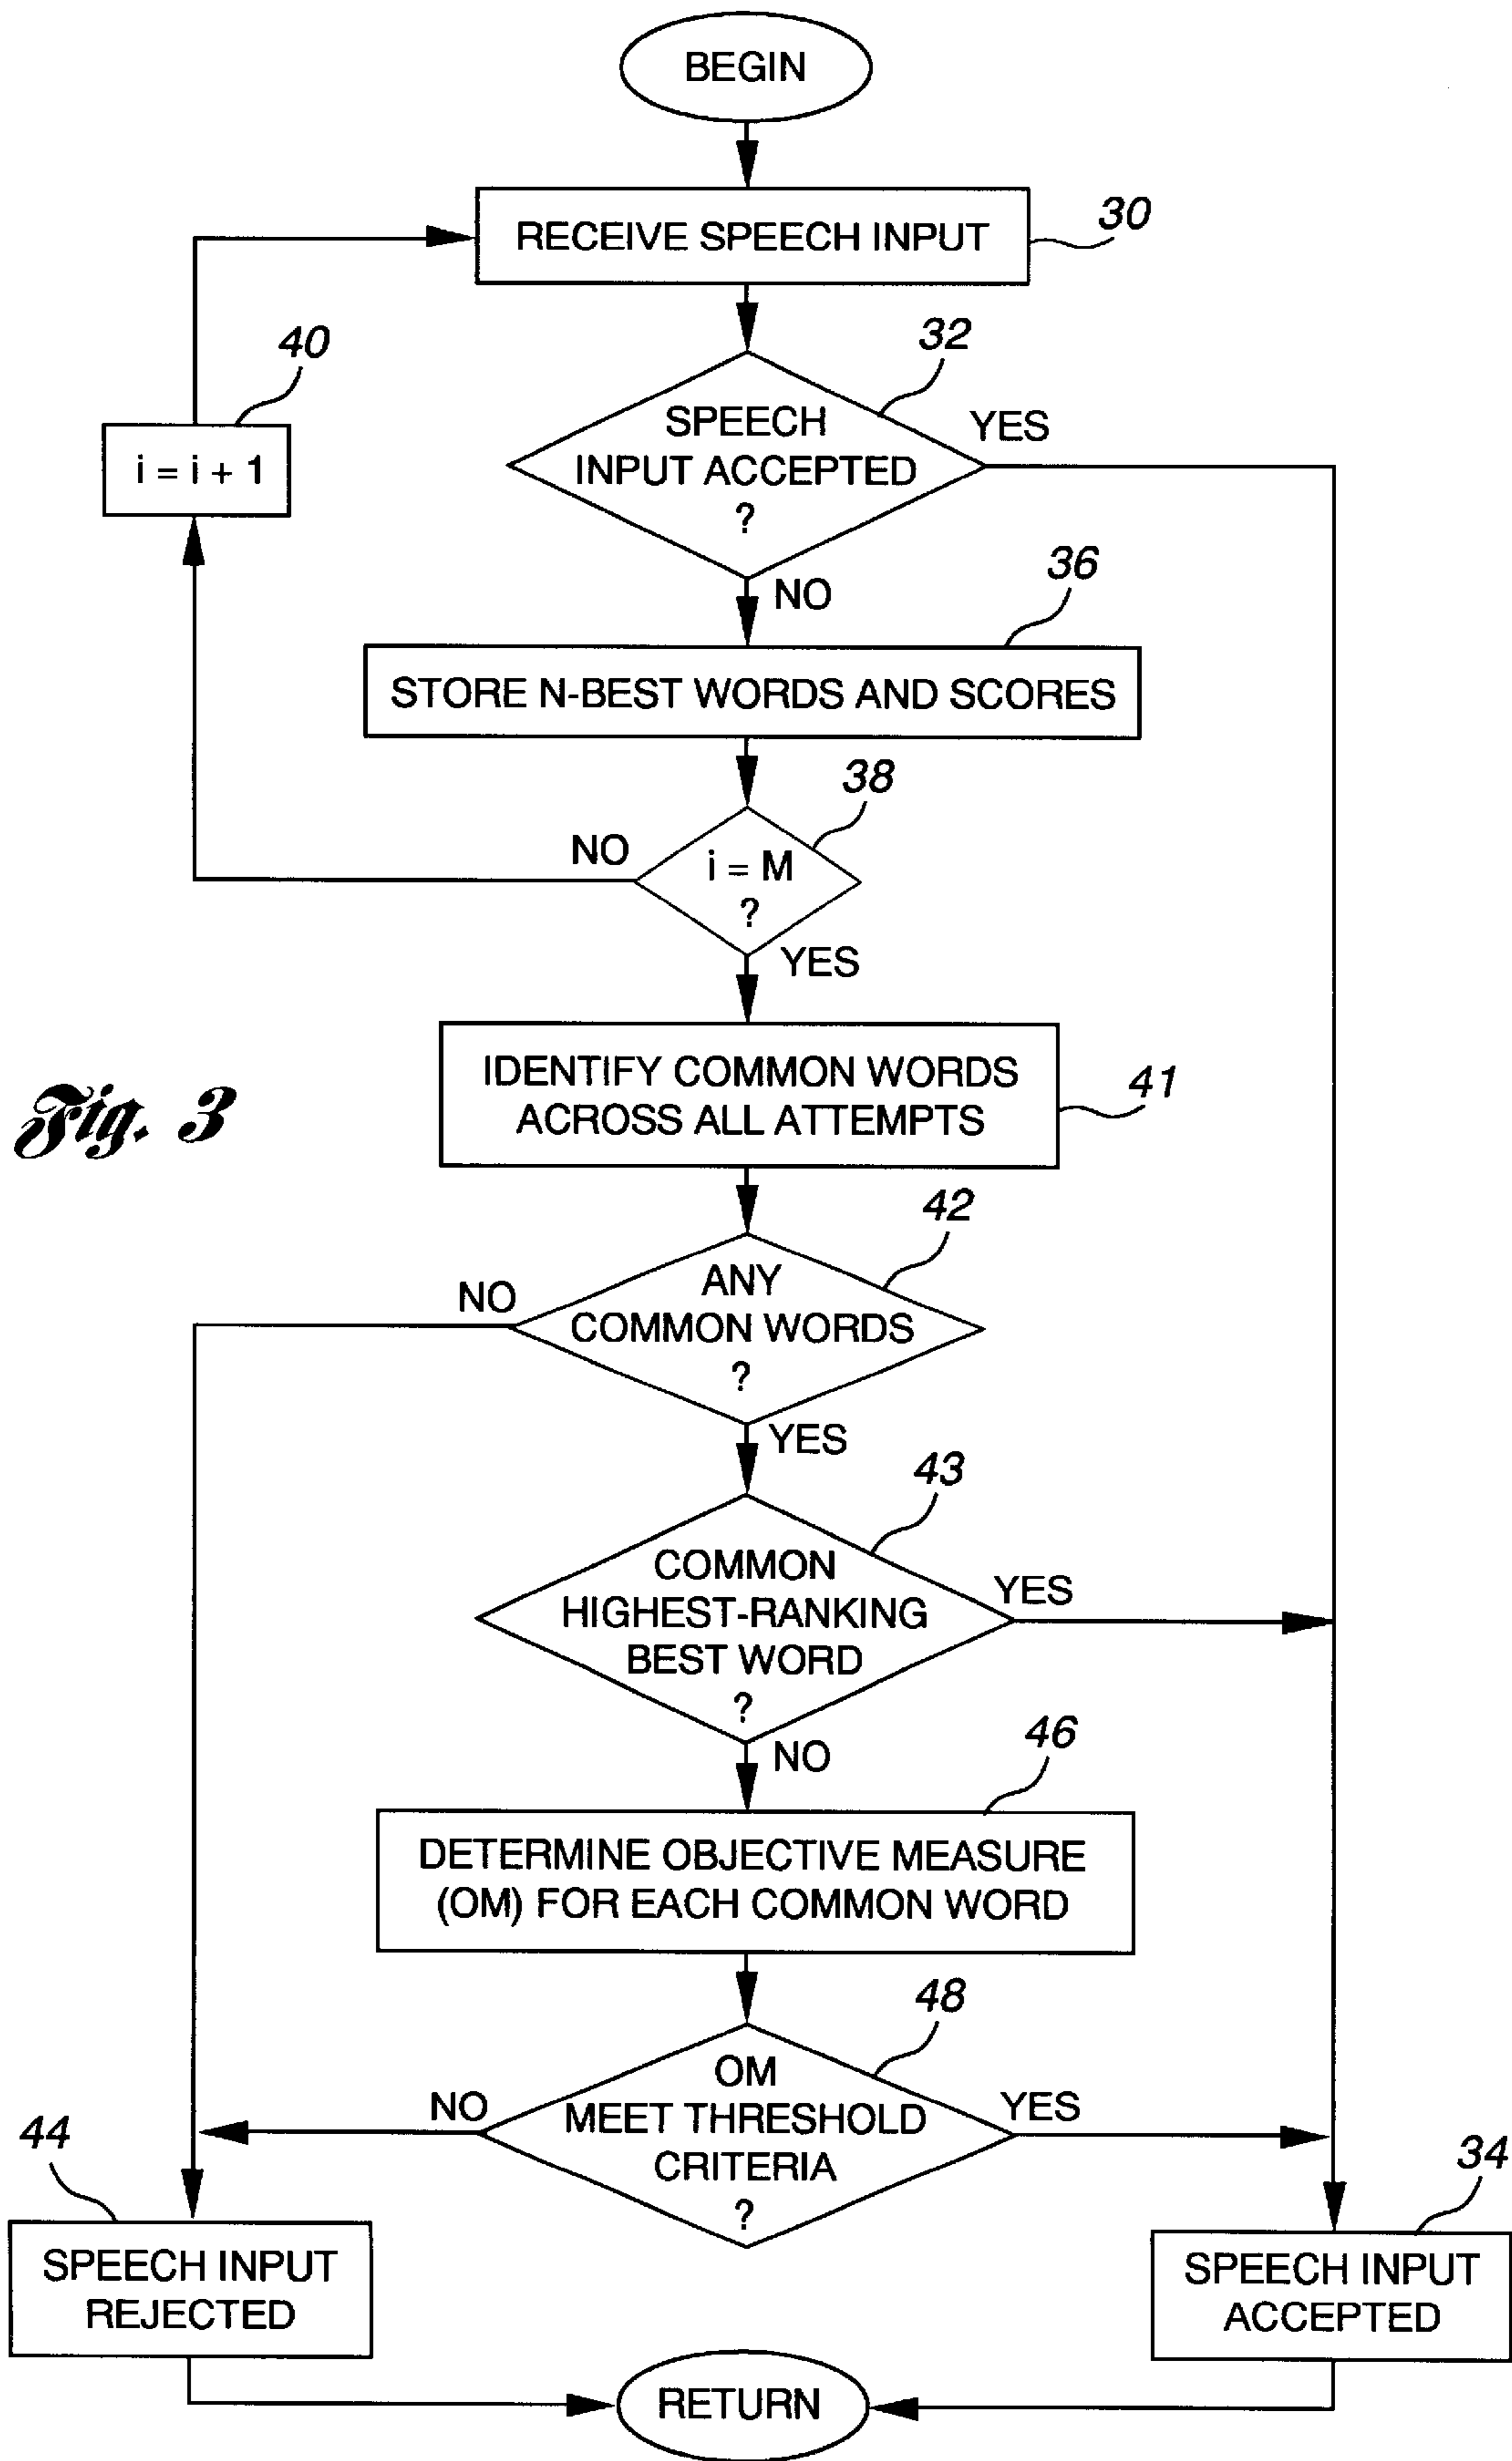 BEGIN
RECEIVE SPEECH INPUT
30
40
i = i + 1
32
SPEECH
INPUT ACCEPTED
?
YES
NO
36
STORE N-BEST WORDS AND SCORES
38
NO
i = M
?
YES
IDENTIFY COMMON WORDS
ACROSS ALL ATTEMPTS
41
Fig. 3
42
NO
ANY
COMMON WORDS
?
YES
43
COMMON
HIGHEST-RANKING
BEST WORD
?
YES
NO
46
DETERMINE OBJECTIVE MEASURE
(OM) FOR EACH COMMON WORD
48
NO
OM
MEET THRESHOLD
CRITERIA
?
YES
44
SPEECH INPUT
REJECTED
34
SPEECH INPUT
ACCEPTED
RETURN